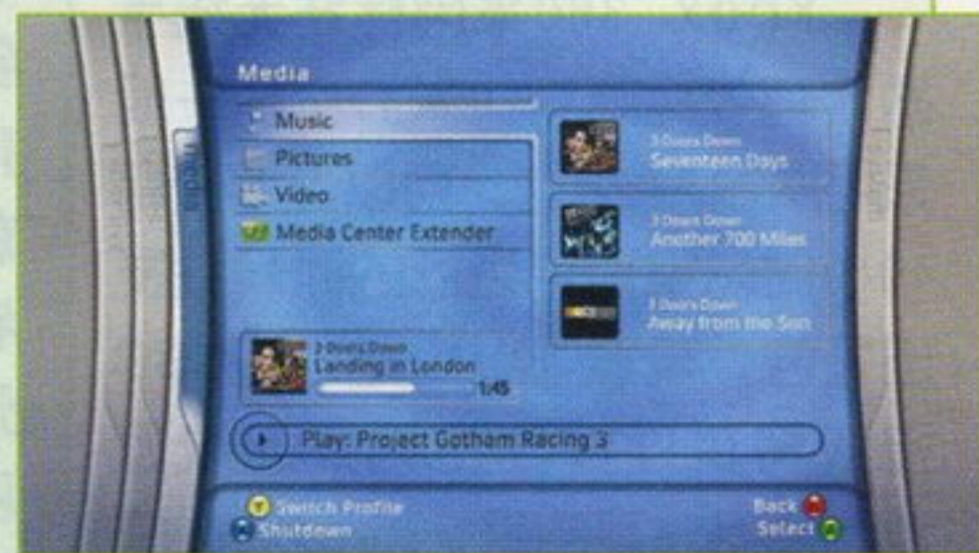 Media
Music
Pictures
Video
Media Center Extender
3 Doors Down
Seventeen Days
3 Doors Down
Another 700 Miles
3 Doors Down
Away from the Sun
3 Doors Down
Landing in London
1:45
Play: Project Gotham Racing 3
Y Switch Profile
X Shutdown
Back B
Select A
media